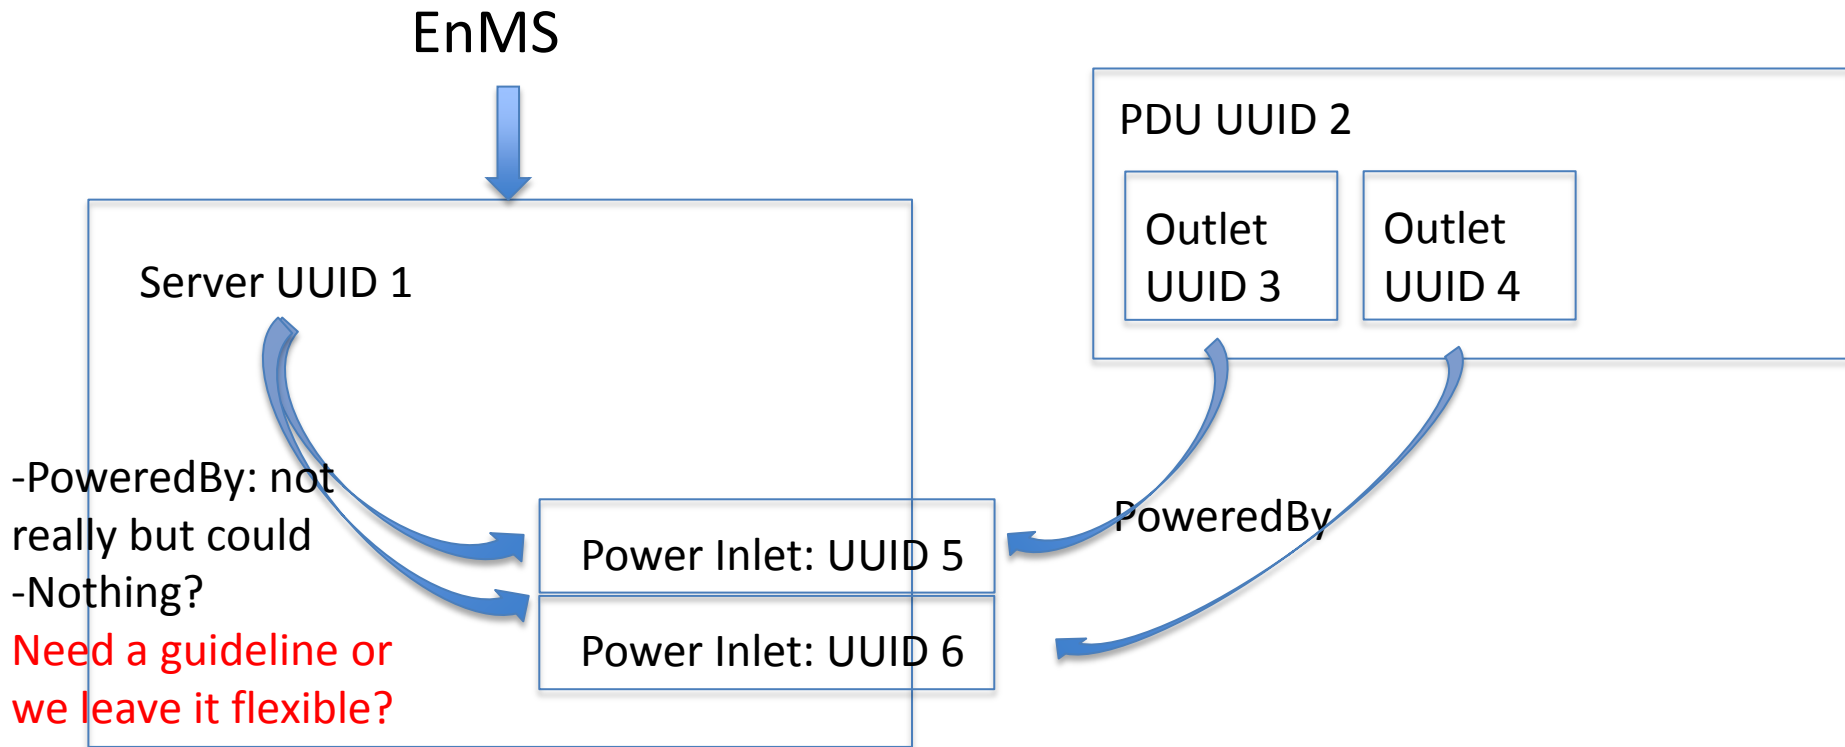 EnMS
PDU UUID 2
Outlet
UUID 3
Outlet
UUID 4
Server UUID 1
-PoweredBy: not
really but could
-Nothing?
Need a guideline or
we leave it flexible?
Power Inlet: UUID 5
Power Inlet: UUID 6
PoweredBy